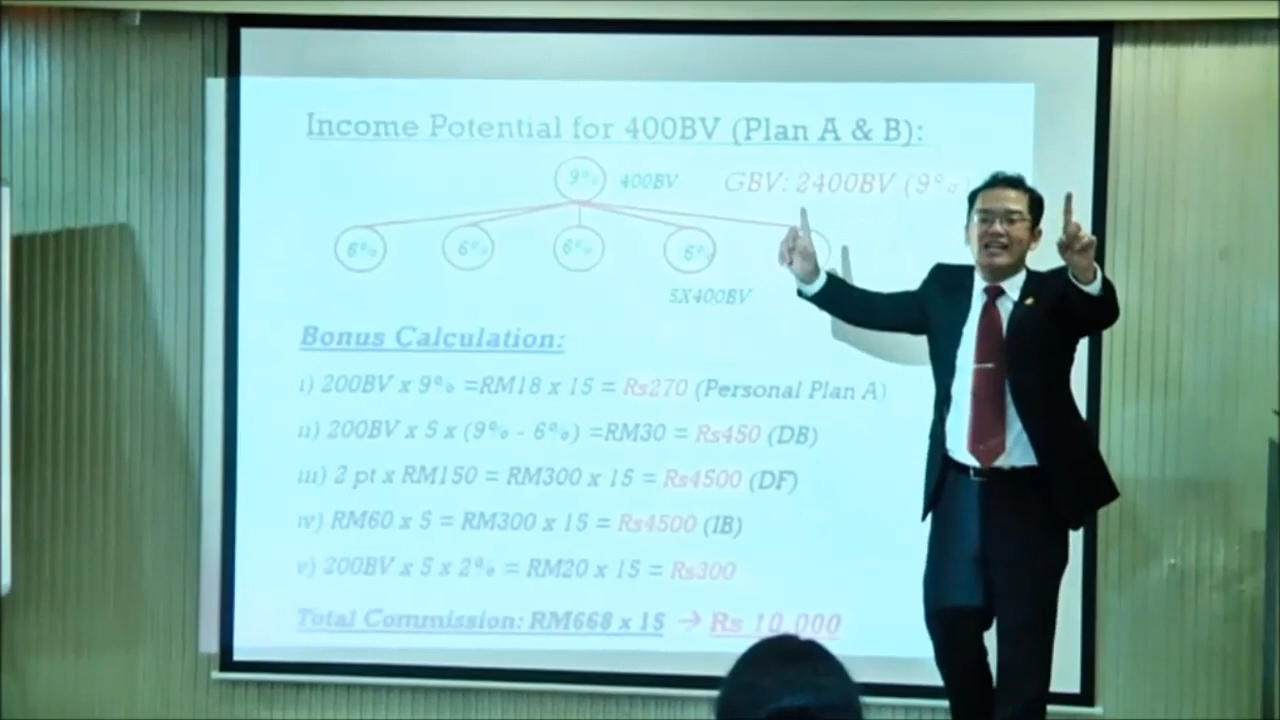 Income Potential for 400BV (Plan A & B):
9% 400BV GBV: 2400BV (9%
6% 6% 6% 6%
5X400BV
Bonus Calculation:
i) 200BV x 9% =RM18 x 15 = Rs270 (Personal Plan A)
ii) 200BV x 5 x (9% - 6%) =RM30 = Rs450 (DB)
iii) 2 pt x RM150 = RM300 x 15 = Rs4500 (DF)
iv) RM60 x 5 = RM300 x 15 = Rs4500 (IB)
v) 200BV x 5 x 2% = RM20 x 15 = Rs300
Total Commission: RM668 x 15 → Rs 10,000